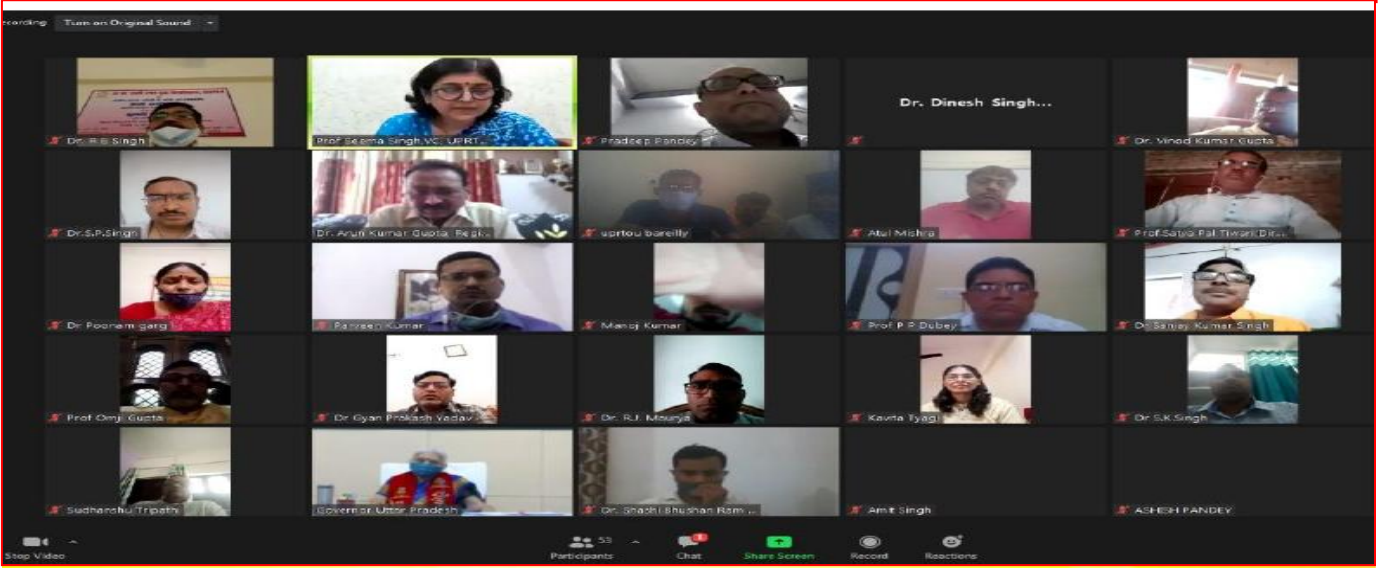 ecording
Turn on Original Sound
Dr. R S Singh
Prof Seema Singh,VC, UPRT...
Pradeep Pandey
Dr. Dinesh Singh...
Dr. Vinod Kumar Gupta
Dr.S.P.Singh
Dr. Arun Kumar Gupta, Regi...
uprtou bareilly
Atul Mishra
Prof.Satya Pal Tiwari Dir...
Dr Poonam garg
Parveen Kumar
Manoj Kumar
Prof P P Dubey
Dr Sanjay Kumar Singh
Prof Omji Gupta
Dr Gyan Prakash Yadav
Dr. R.J. Maurya
Kavita Tyagi
Dr S.K.Singh
Sudhanshu Tripathi
Governor Uttar Pradesh
Dr. Shashi Bhushan Ram ...
Amit Singh
ASHISH PANDEY
Stop Video
53
Participants
Chat
Share Screen
Record
Reactions